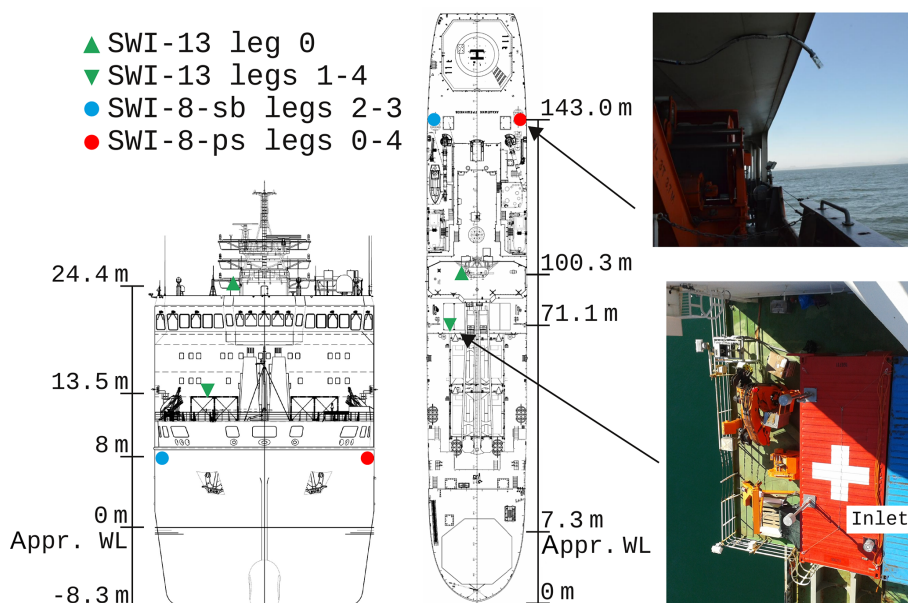 SWI-13 leg 0
SWI-13 legs 1-4
SWI-8-sb legs 2-3
SWI-8-ps legs 0-4
24.4 m
13.5 m
8 m
0 m
Appr. WL
-8.3 m
H
143.0 m
100.3 m
71.1 m
7.3 m
Appr. WL
0 m
Inlet